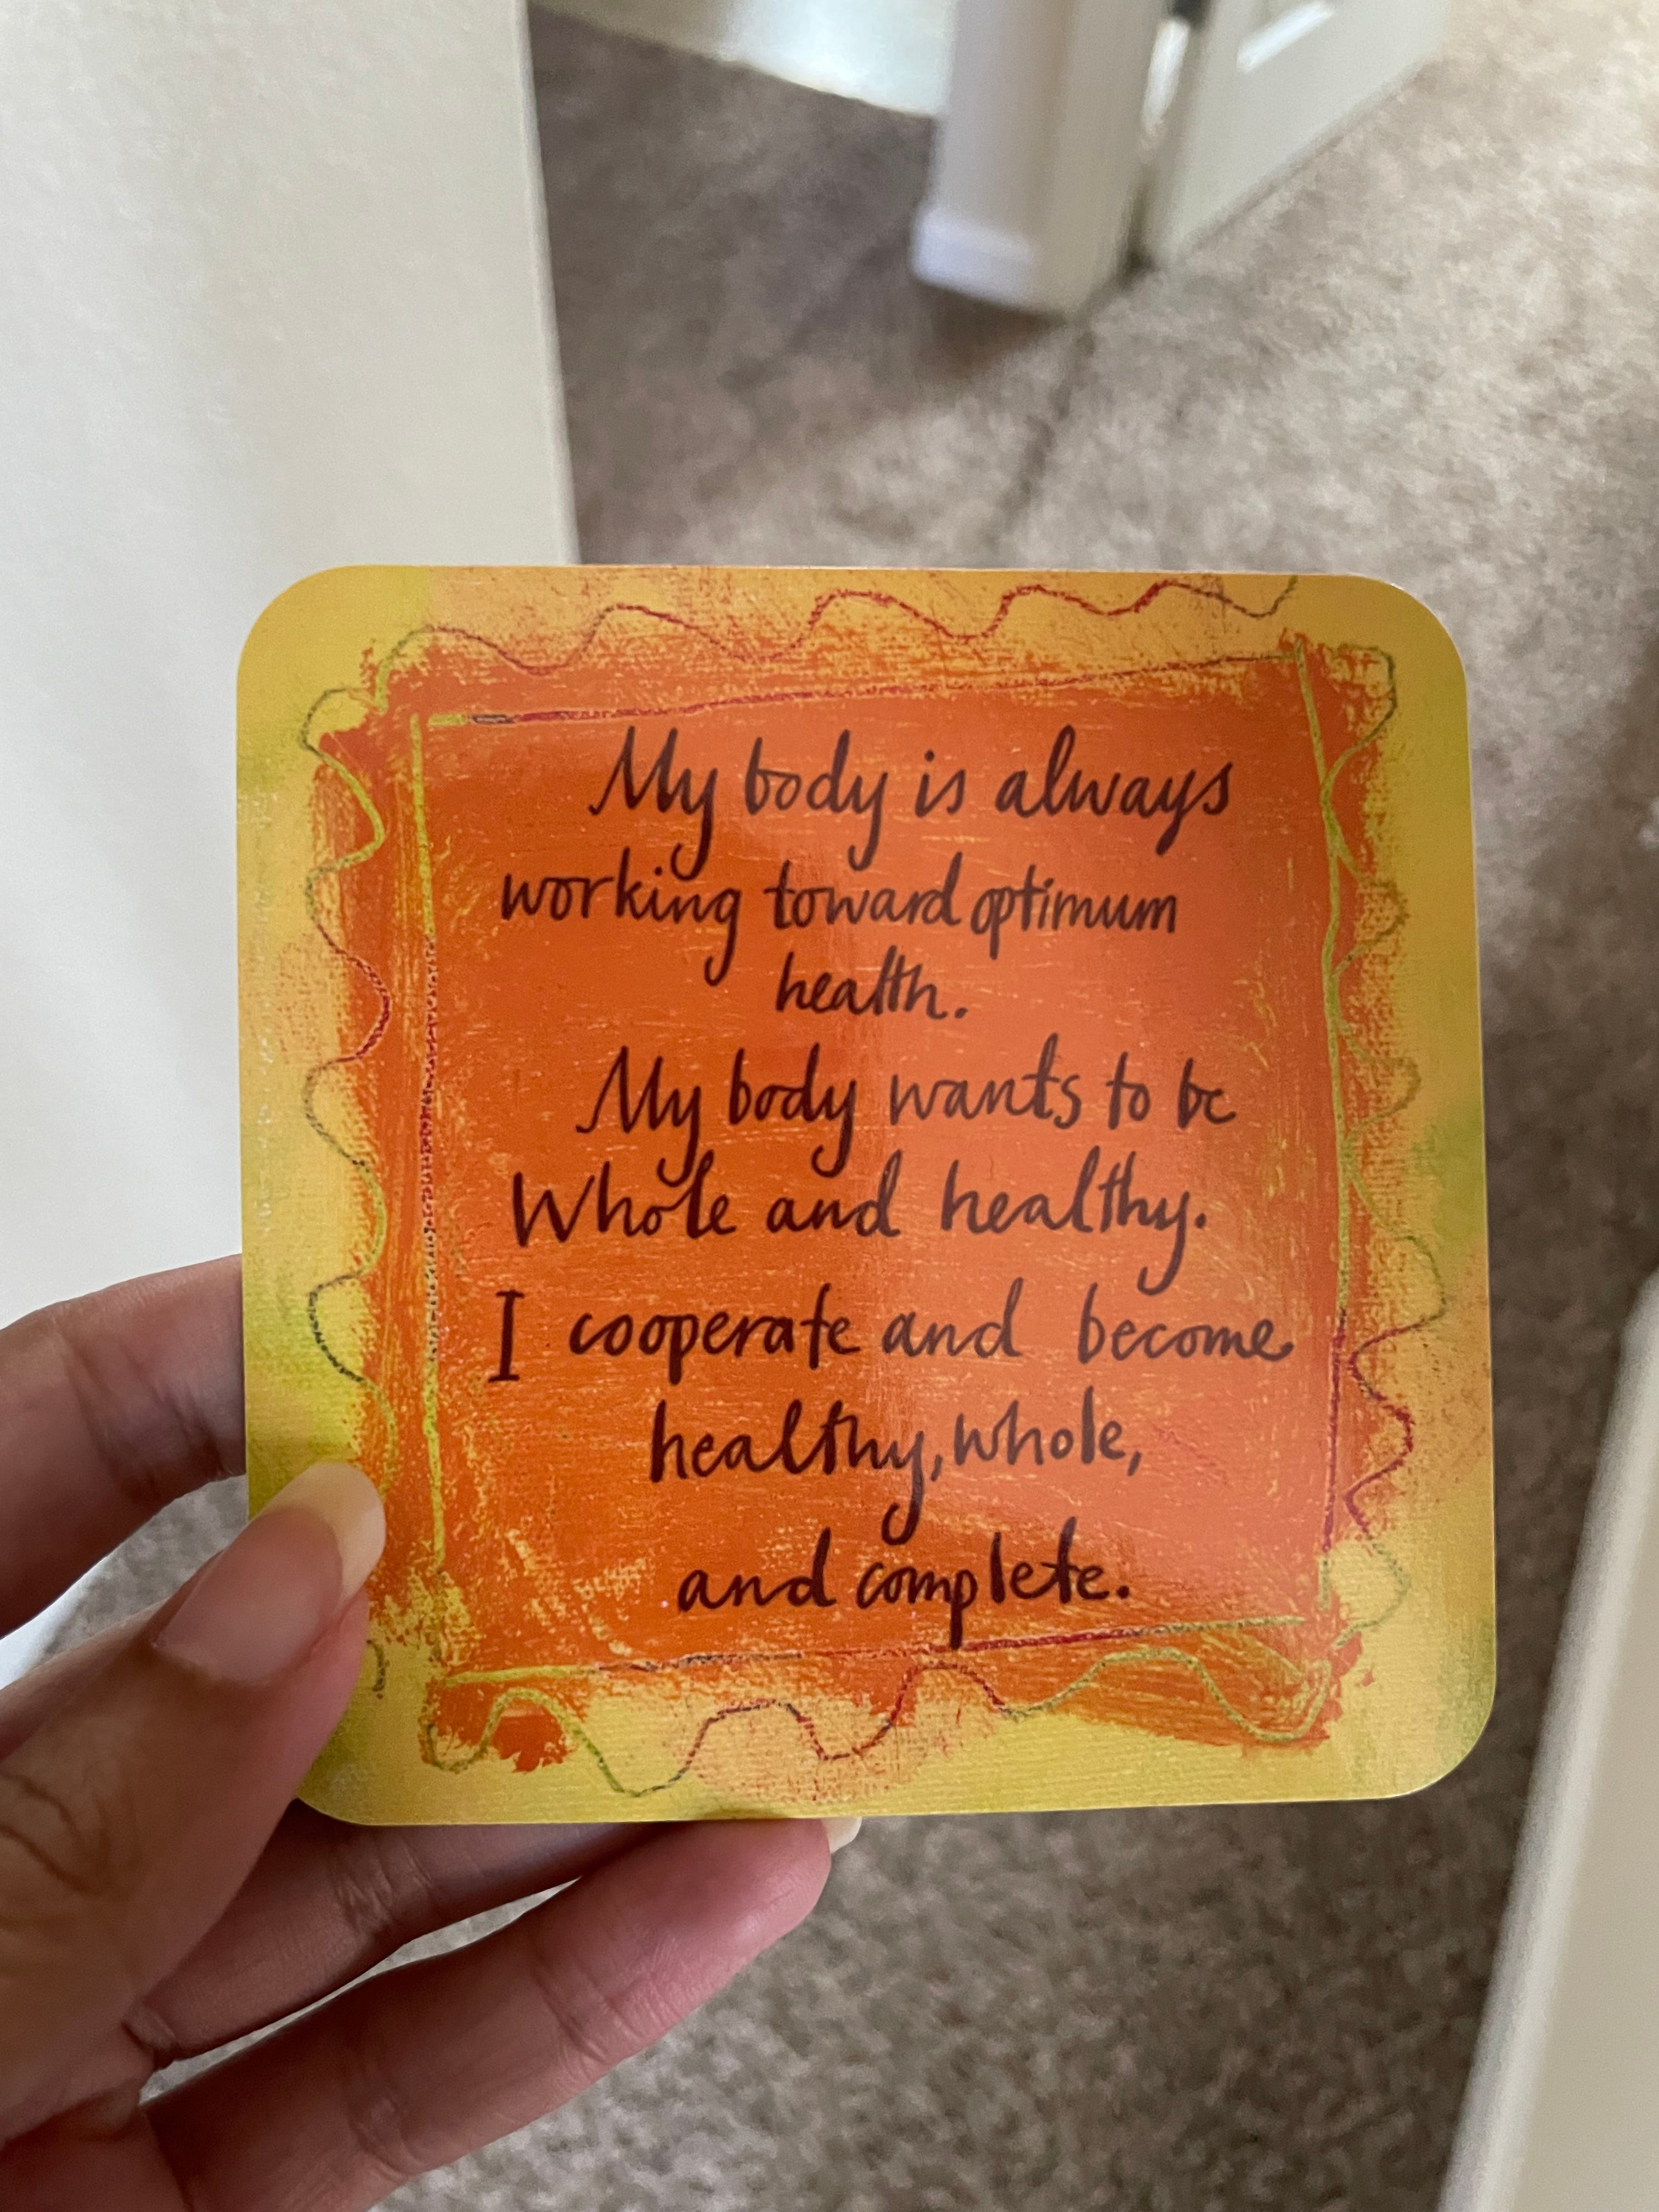 My body is always
working toward optimum
health.
My body wants to be
Whole and healthy.
I cooperate and become
healthy, whole,
and complete.